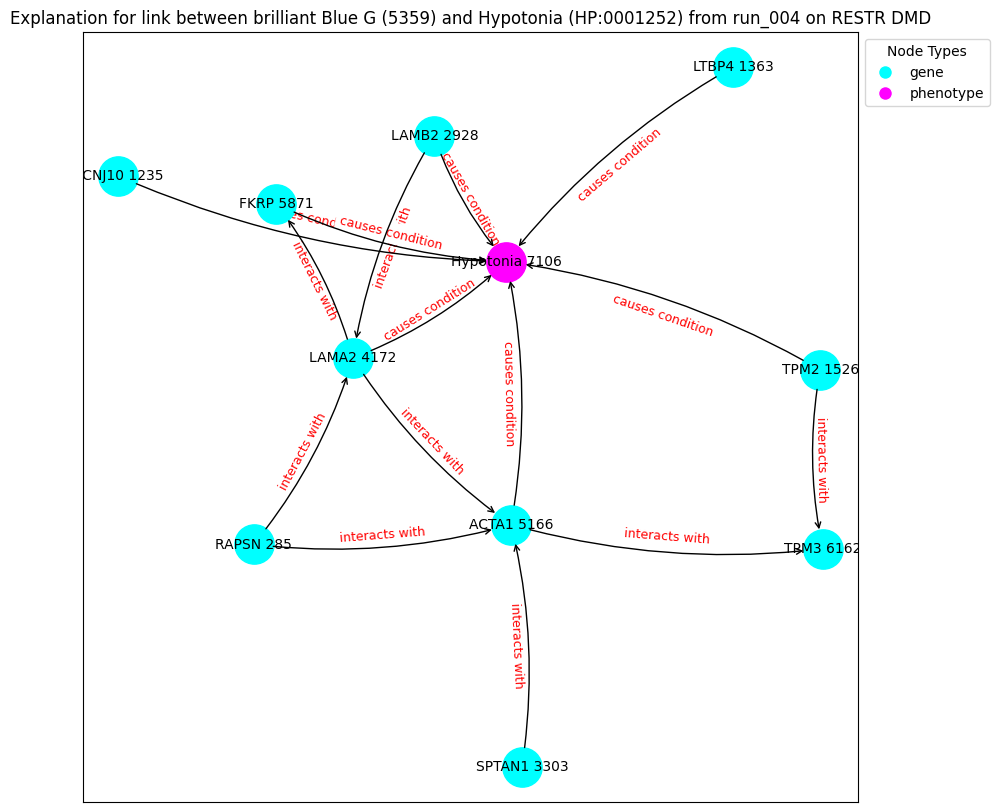 Explanation for link between brilliant Blue G (5359) and Hypotonia (HP:0001252) from run_004 on RESTR DMD
Node Types
gene
phenotype
LTBP4 1363
LAMB2 2928
causes condition
causes condition
CNJ10 1235
FKRP 5871
causes condition
interacts with
Hypotonia 7106
causes condition
causes condition
LAMA2 4172
TPM2 1526
causes condition
interacts with
interacts with
interacts with
RAPSN 285
interacts with
ACTA1 5166
interacts with
TPM3 6162
interacts with
SPTAN1 3303